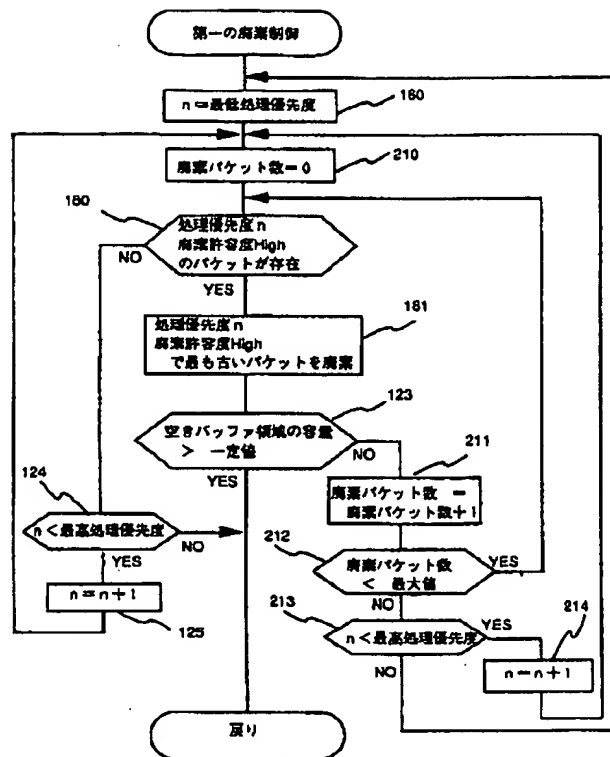 第一の廃棄制御
n=最低処理優先度
160
廃棄パケット数=0
210
180
処理優先度n
廃棄許容度High
のパケットが存在
NO
YES
処理優先度n
廃棄許容度High
で最も古いパケットを廃棄
181
空きバッファ領域の容量
> 一定値
123
NO
YES
211
廃棄パケット数 =
廃棄パケット数+1
124
n<最高処理優先度
NO
YES
212
廃棄パケット数
< 最大値
YES
NO
n=n+1
125
213
n<最高処理優先度
YES
NO
214
n=n+1
戻り